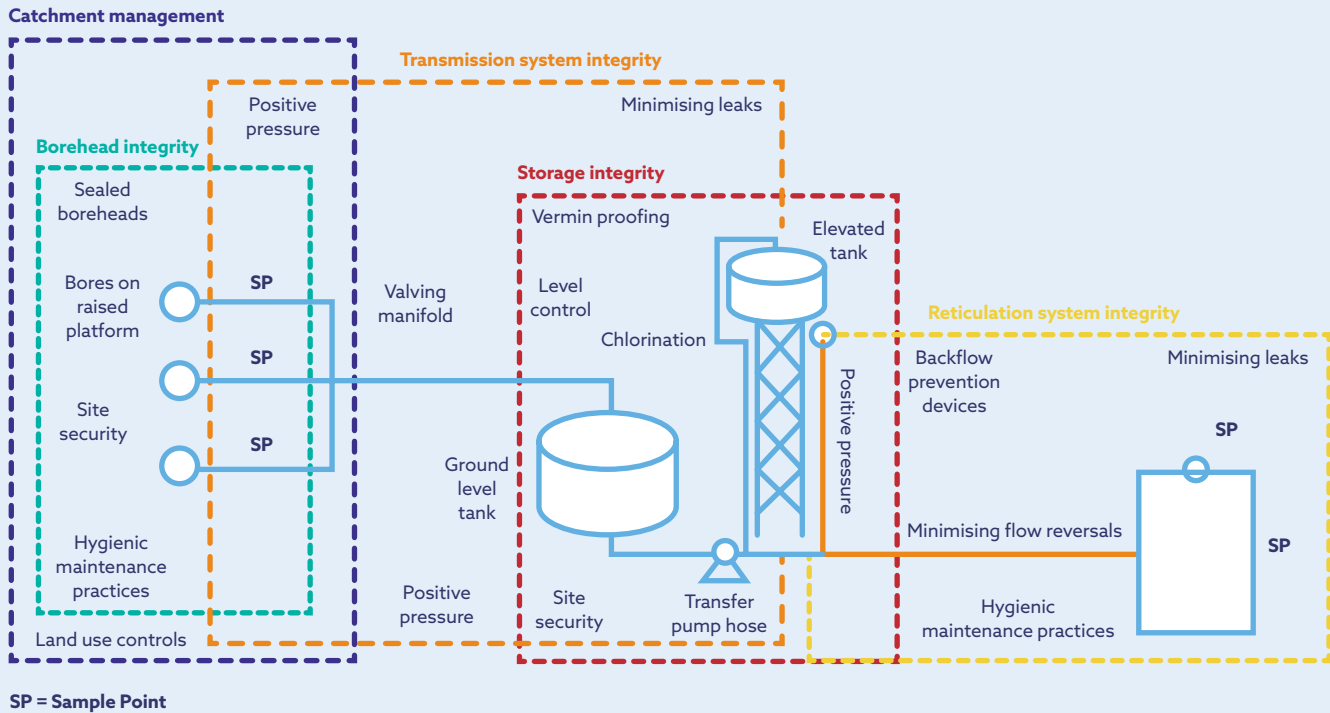 Catchment management
Transmission system integrity
Positive
pressure
Minimising leaks
Borehead integrity
Sealed
boreheads
Storage integrity
Vermin proofing
Elevated
tank
Bores on
raised
platform
SP
Valving
manifold
Level
control
Chlorination
Reticulation system integrity
Backflow
prevention
devices
Minimising leaks
SP
Positive pressure
Site
security
SP
SP
Ground
level
tank
Minimising flow reversals
SP
Hygienic
maintenance
practices
Positive
pressure
Site
security
Transfer
pump hose
Hygienic
maintenance practices
Land use controls
SP = Sample Point